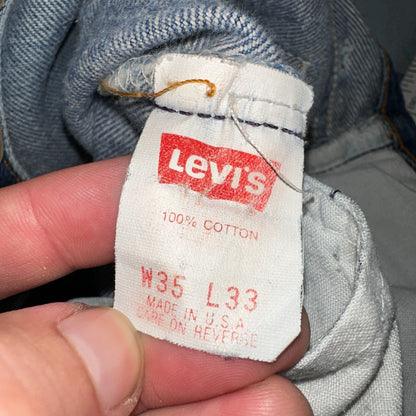 Levi's
100% COTTON
W35 L33
MADE IN U.S.A.
CARE ON REVERSE